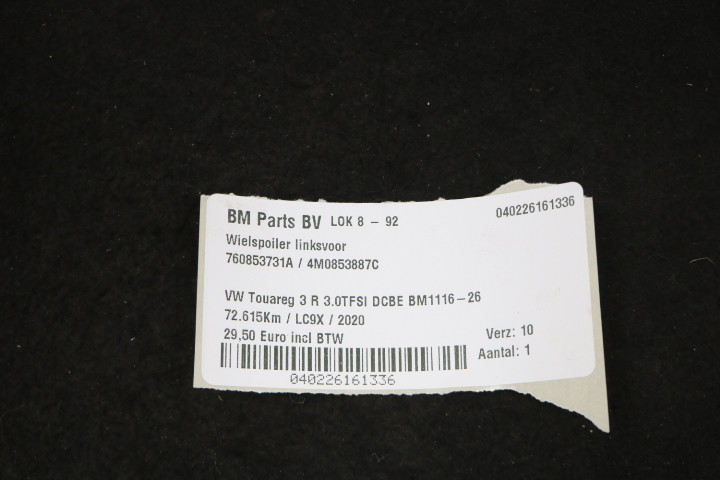 BM Parts BV LOK 8 - 92 040226161336
Wielspoiler linksvoor
760853731A / 4M0853887C
VW Touareg 3 R 3.0TFSI DCBE BM1116-26
72.615Km / LC9X / 2020
29,50 Euro incl BTW
Verz: 10
Aantal: 1
040226161336